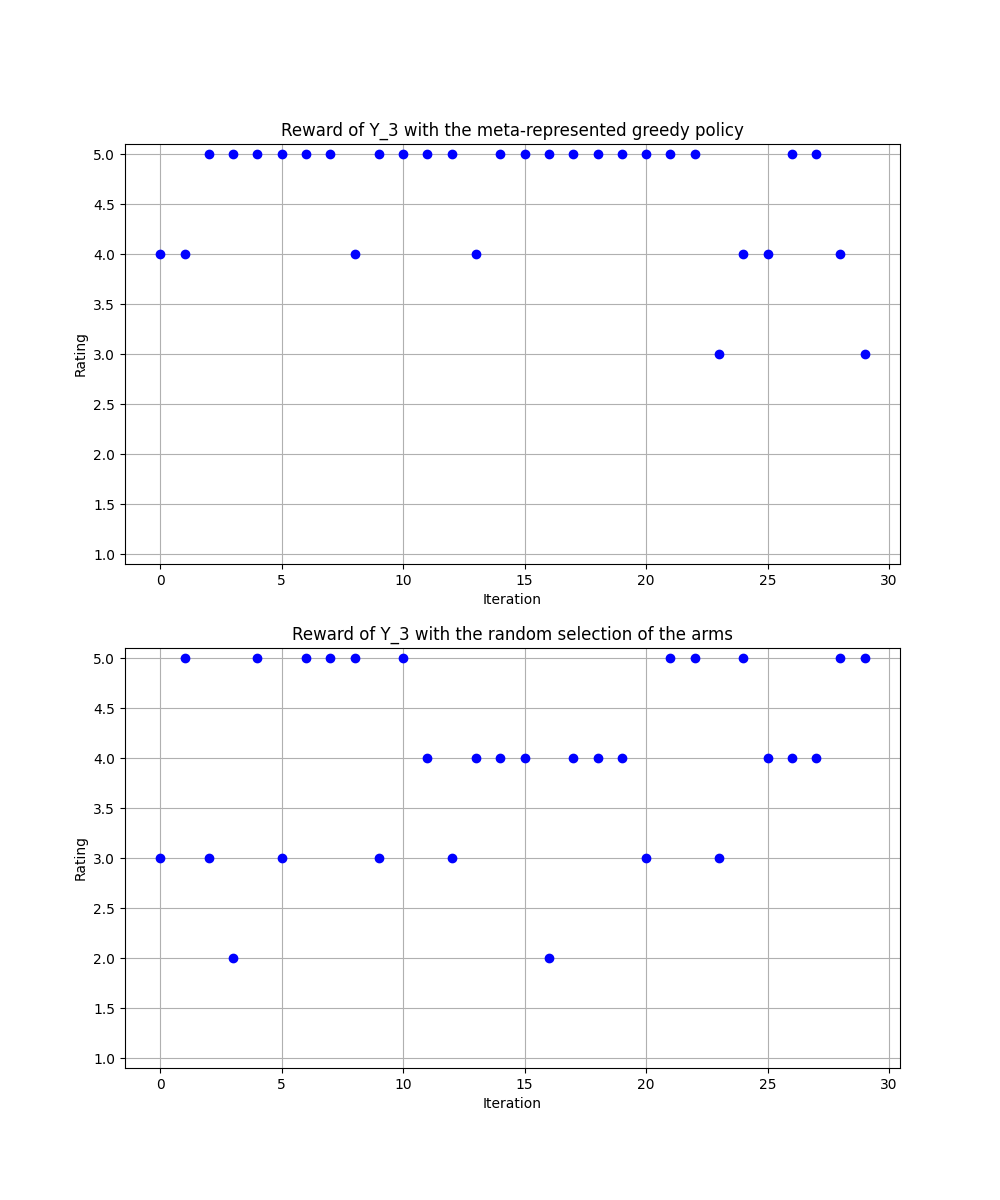 Reward of Y_3 with the meta-represented greedy policy
5.0
4.5
4.0
3.5
3.0
2.5
2.0
1.5
1.0
Rating
0 5 10 15 20 25 30
Iteration
Reward of Y_3 with the random selection of the arms
5.0
4.5
4.0
3.5
3.0
2.5
2.0
1.5
1.0
Rating
0 5 10 15 20 25 30
Iteration